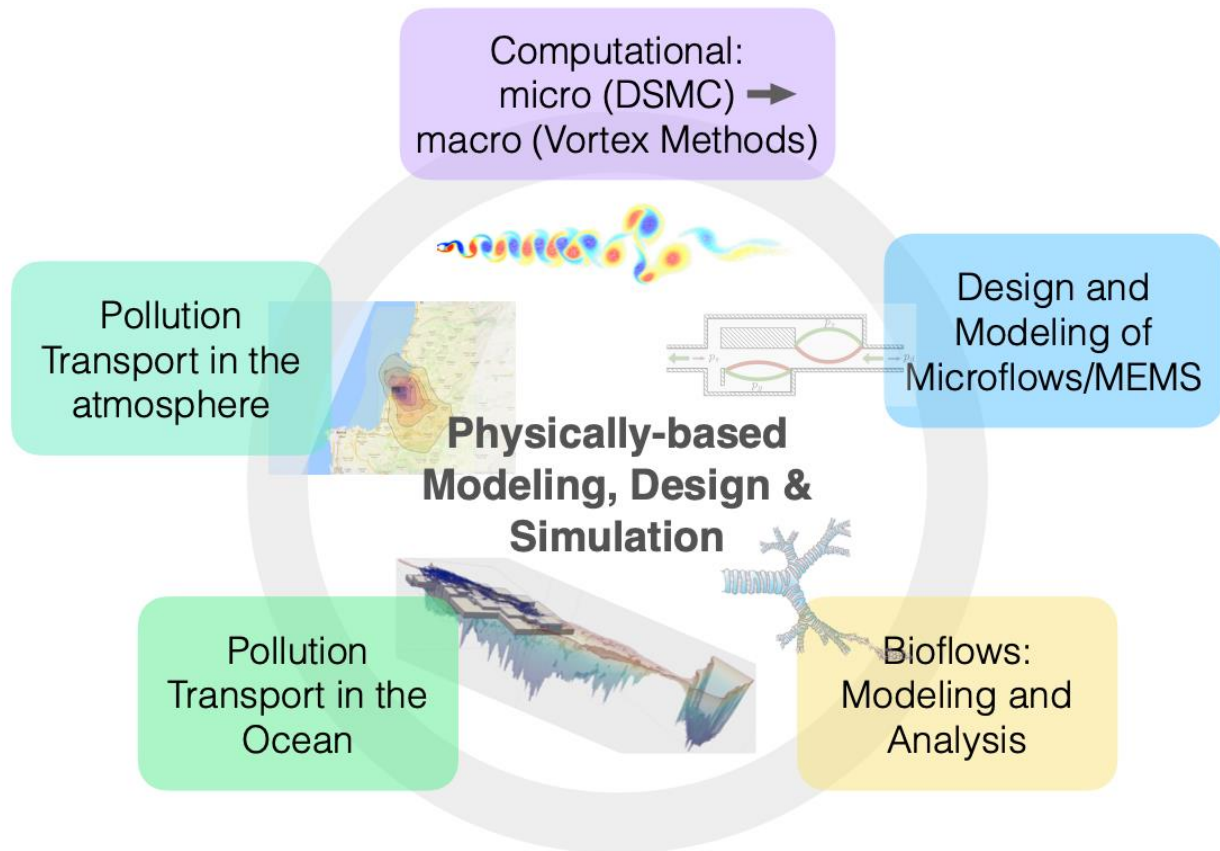 Computational:
micro (DSMC) →
macro (Vortex Methods)
Pollution
Transport in the
atmosphere
Design and
Modeling of
Microflows/MEMS
Physically-based
Modeling, Design &
Simulation
Pollution
Transport in the
Ocean
Bioflows:
Modeling and
Analysis